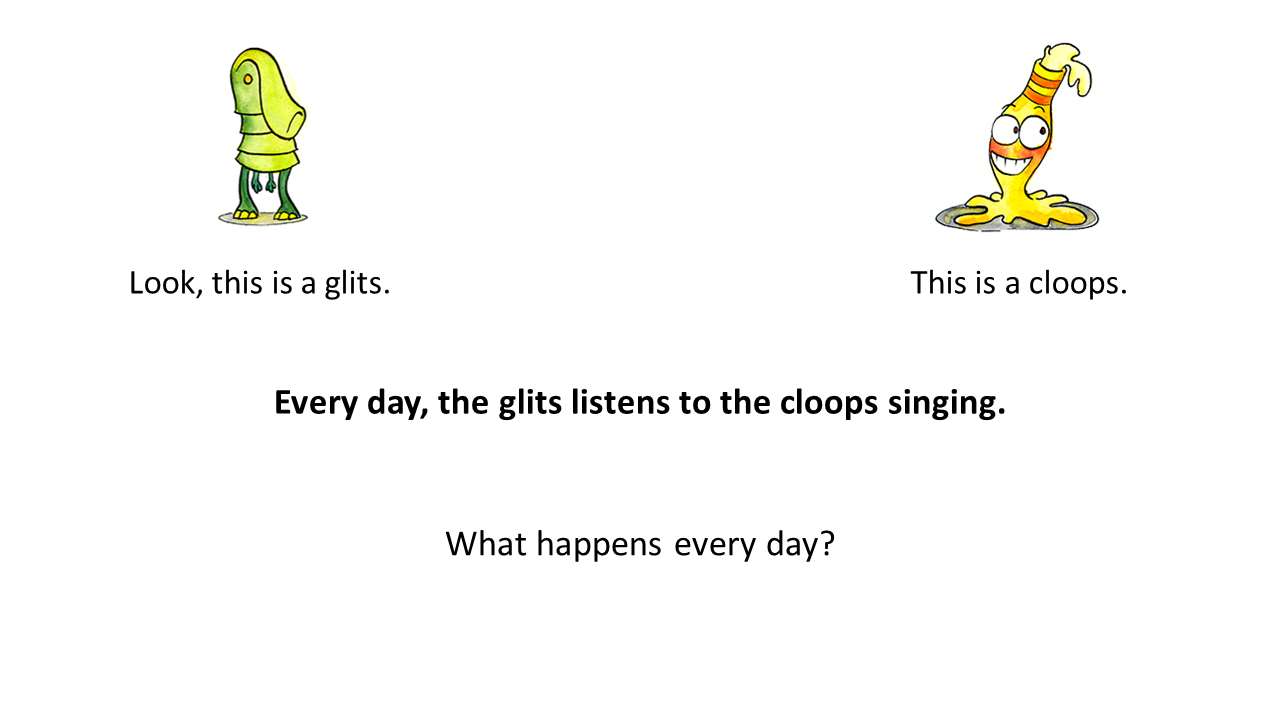 Look, this is a glits.
This is a cloops.
Every day, the glits listens to the cloops singing.
What happens every day?